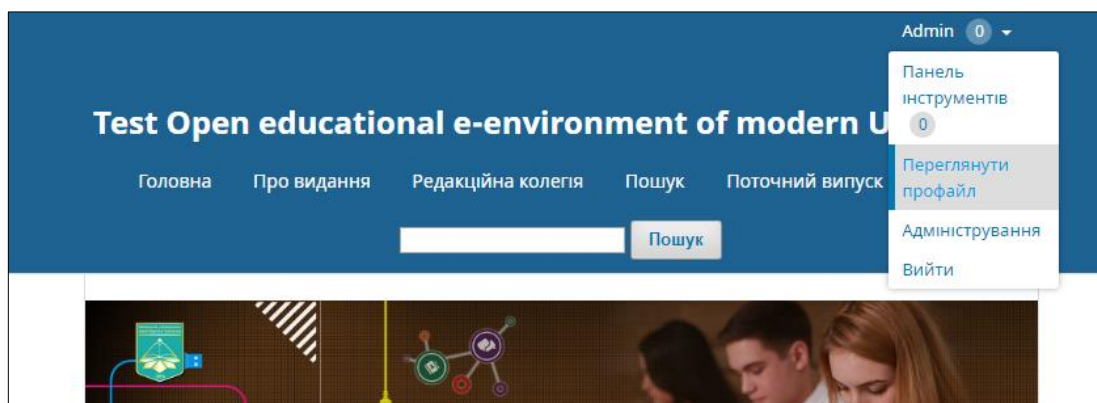 Admin 0
Панель
інструментів
0
Переглянути
профайл
Адміністрування
Вийти
Test Open educational e-environment of modern U
Головна Про видання Редакційна колегія Пошук Поточний випуск
Пошук